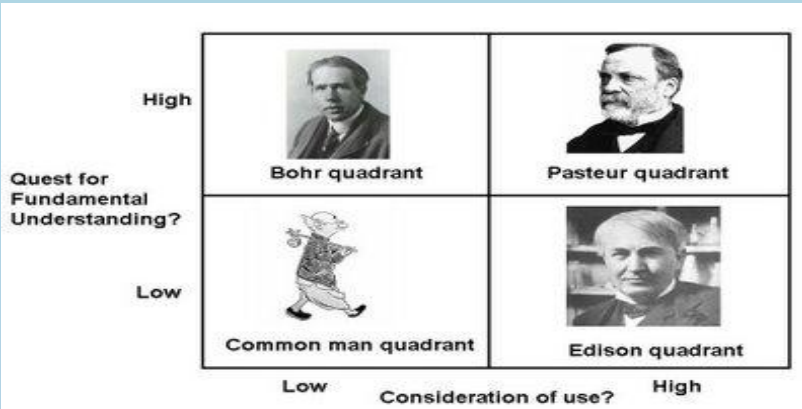 High
Bohr quadrant
Pasteur quadrant
Quest for
Fundamental
Understanding?
Low
Common man quadrant
Edison quadrant
Low
Consideration of use?
High